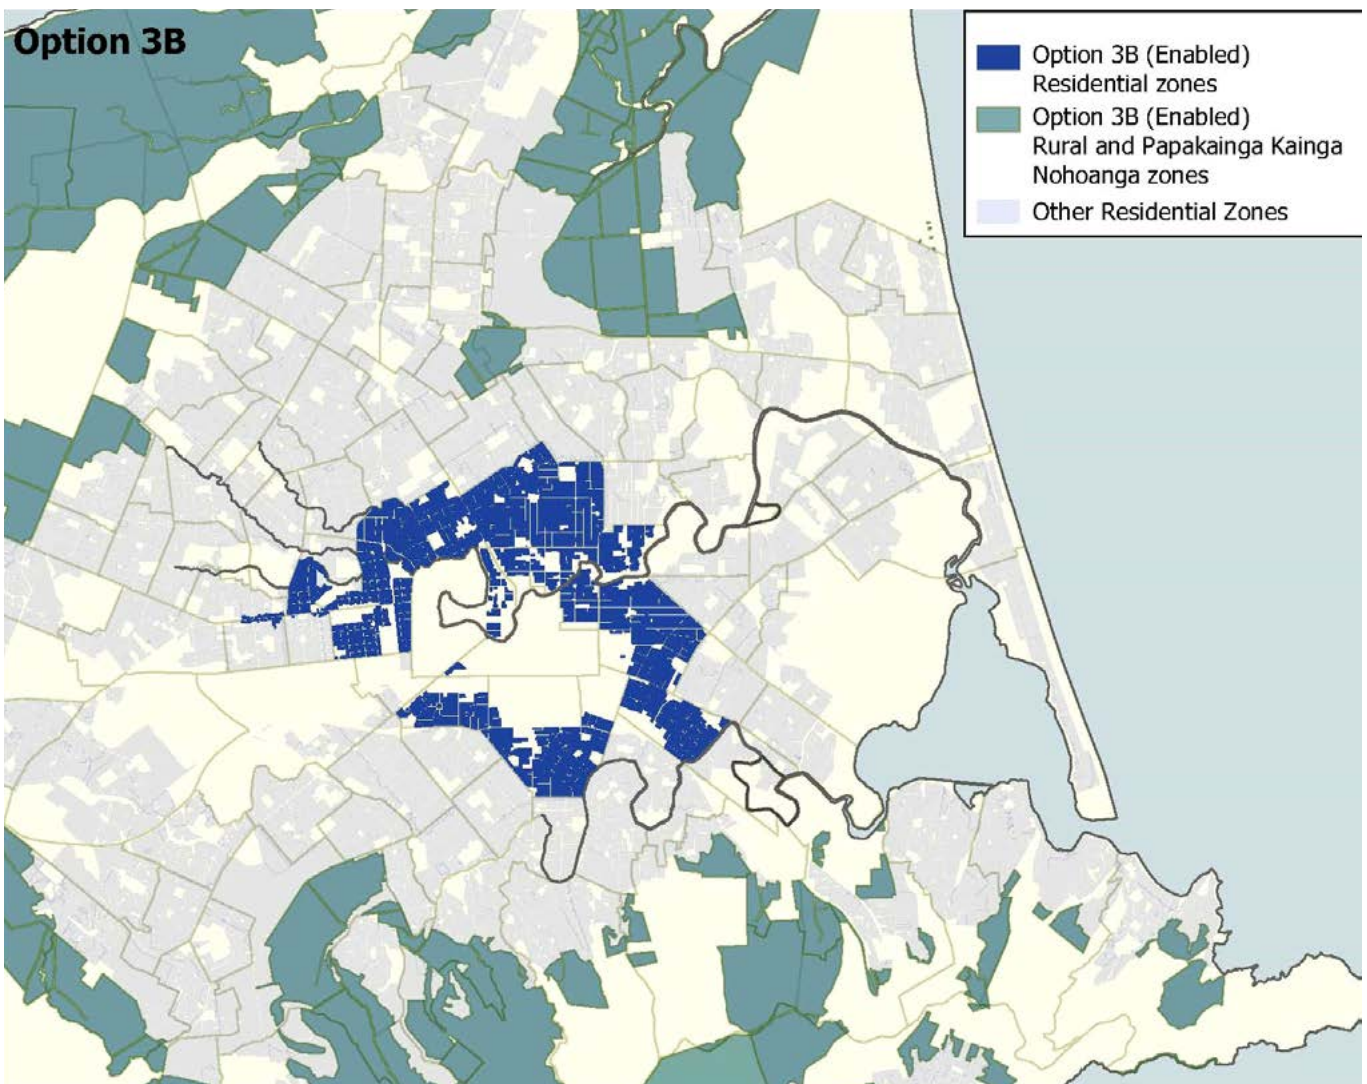 Option 3B
Option 3B (Enabled)
Residential zones
Option 3B (Enabled)
Rural and Papakainga Kainga
Nohoanga zones
Other Residential Zones